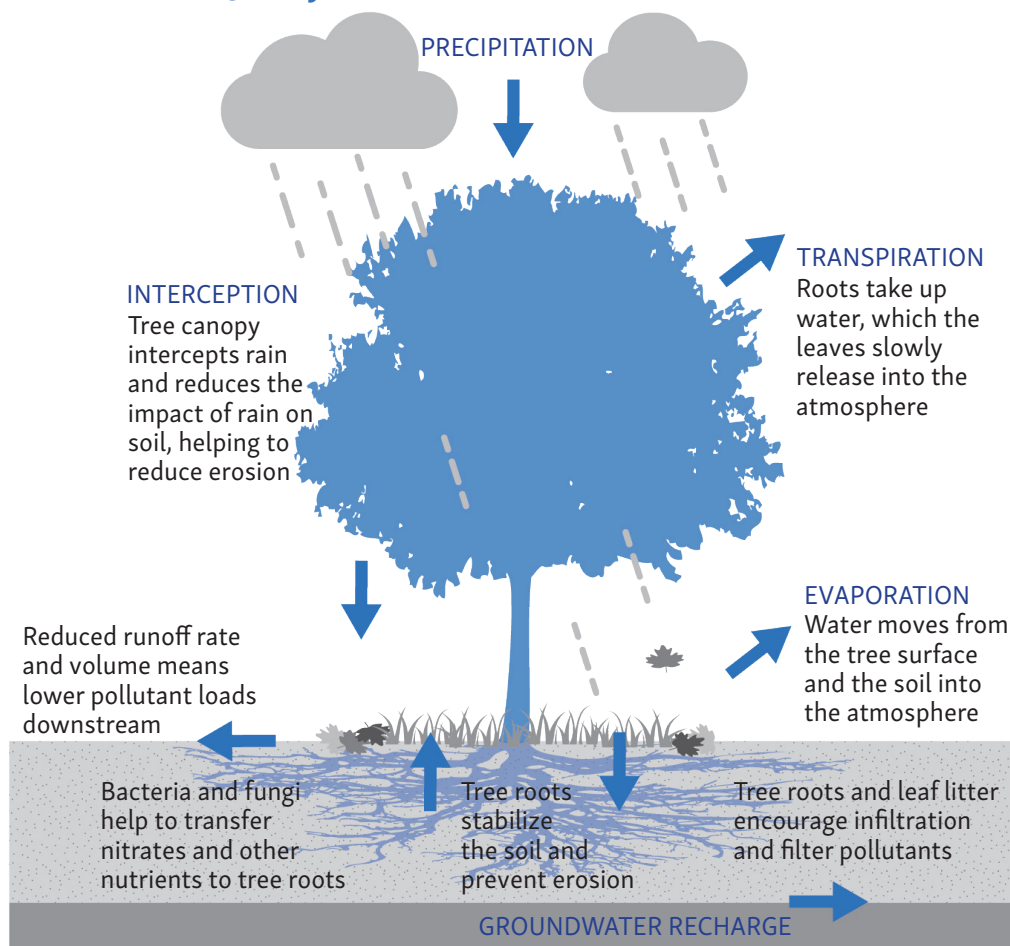 PRECIPITATION
INTERCEPTION
Tree canopy
intercepts rain
and reduces the
impact of rain on
soil, helping to
reduce erosion
TRANSPIRATION
Roots take up
water, which the
leaves slowly
release into the
atmosphere
EVAPORATION
Water moves from
the tree surface
and the soil into
the atmosphere
Reduced runoff rate
and volume means
lower pollutant loads
downstream
Bacteria and fungi
help to transfer
nitrates and other
nutrients to tree roots
Tree roots
stabilize
the soil and
prevent erosion
Tree roots and leaf litter
encourage infiltration
and filter pollutants
GROUNDWATER RECHARGE